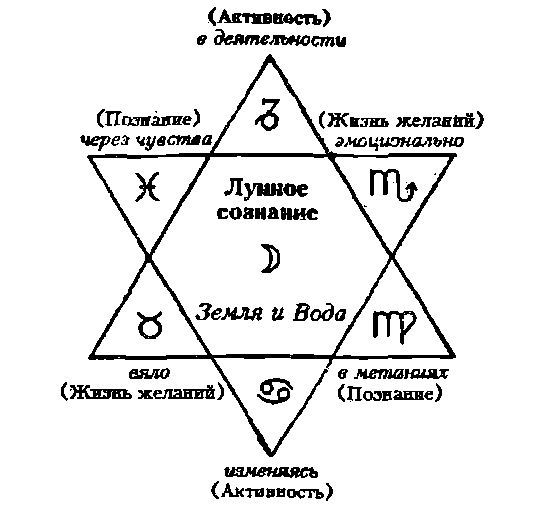 (Активность)
в деятельности
(Познание)
через чувства
(Жизнь желаний)
эмоционально
Лунное
сознание
Земля и Вода
вяло
(Жизнь желаний)
в метаниях
(Познание)
изменяясь
(Активность)